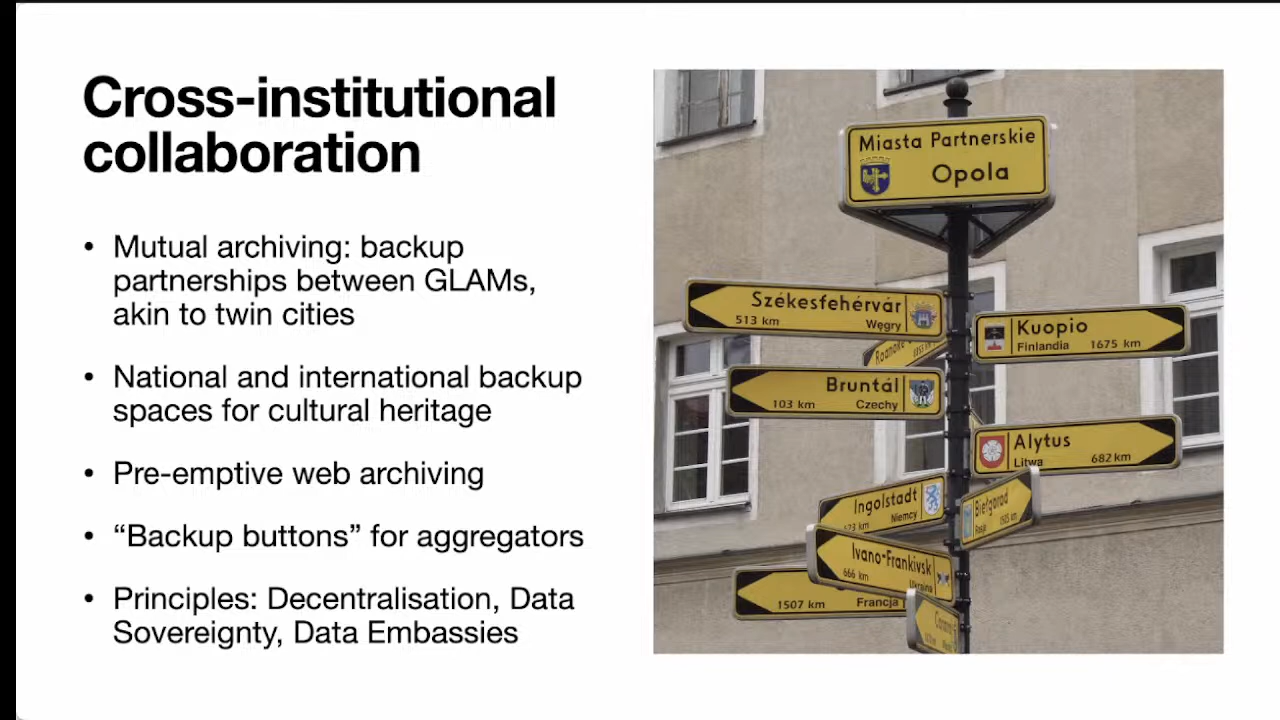 Cross-institutional
collaboration
• Mutual archiving: backup
partnerships between GLAMs,
akin to twin cities
• National and international backup
spaces for cultural heritage
• Pre-emptive web archiving
• “Backup buttons” for aggregators
• Principles: Decentralisation, Data
Sovereignty, Data Embassies
Miasta Partnerskie
Opola
Székesfehérvár
513 km Węgry
Kuopio
Finlandia 1675 km
Roanoke
Bruntál
103 km Czechy
Alytus
Litwa 682 km
Ingolstadt
km Niemcy
Biełgorod
Rosja
Ivano-Frankivsk
666 km Ukraina
1507 km Francja